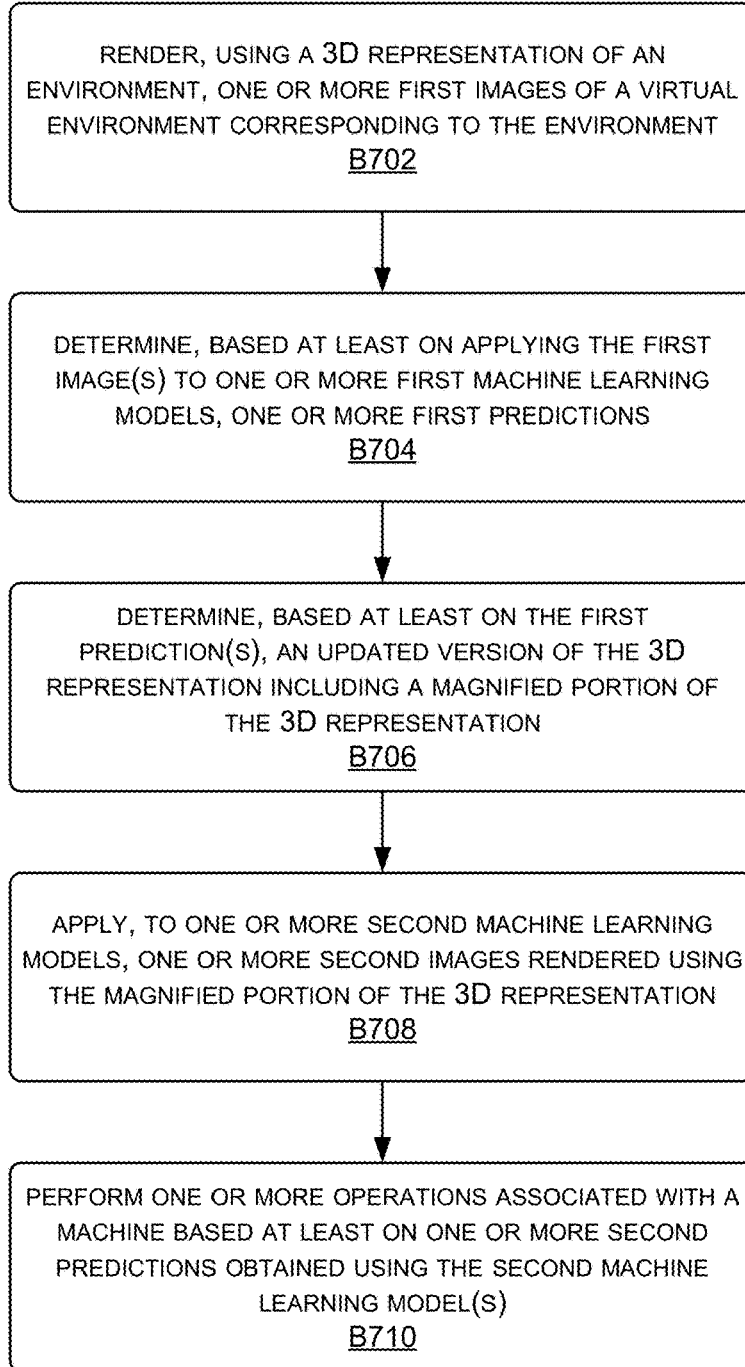 RENDER, USING A 3D REPRESENTATION OF AN
ENVIRONMENT, ONE OR MORE FIRST IMAGES OF A VIRTUAL
ENVIRONMENT CORRESPONDING TO THE ENVIRONMENT
B702
DETERMINE, BASED AT LEAST ON APPLYING THE FIRST
IMAGE(S) TO ONE OR MORE FIRST MACHINE LEARNING
MODELS, ONE OR MORE FIRST PREDICTIONS
B704
DETERMINE, BASED AT LEAST ON THE FIRST
PREDICTION(S), AN UPDATED VERSION OF THE 3D
REPRESENTATION INCLUDING A MAGNIFIED PORTION OF
THE 3D REPRESENTATION
B706
APPLY, TO ONE OR MORE SECOND MACHINE LEARNING
MODELS, ONE OR MORE SECOND IMAGES RENDERED USING
THE MAGNIFIED PORTION OF THE 3D REPRESENTATION
B708
PERFORM ONE OR MORE OPERATIONS ASSOCIATED WITH A
MACHINE BASED AT LEAST ON ONE OR MORE SECOND
PREDICTIONS OBTAINED USING THE SECOND MACHINE
LEARNING MODEL(S)
B710